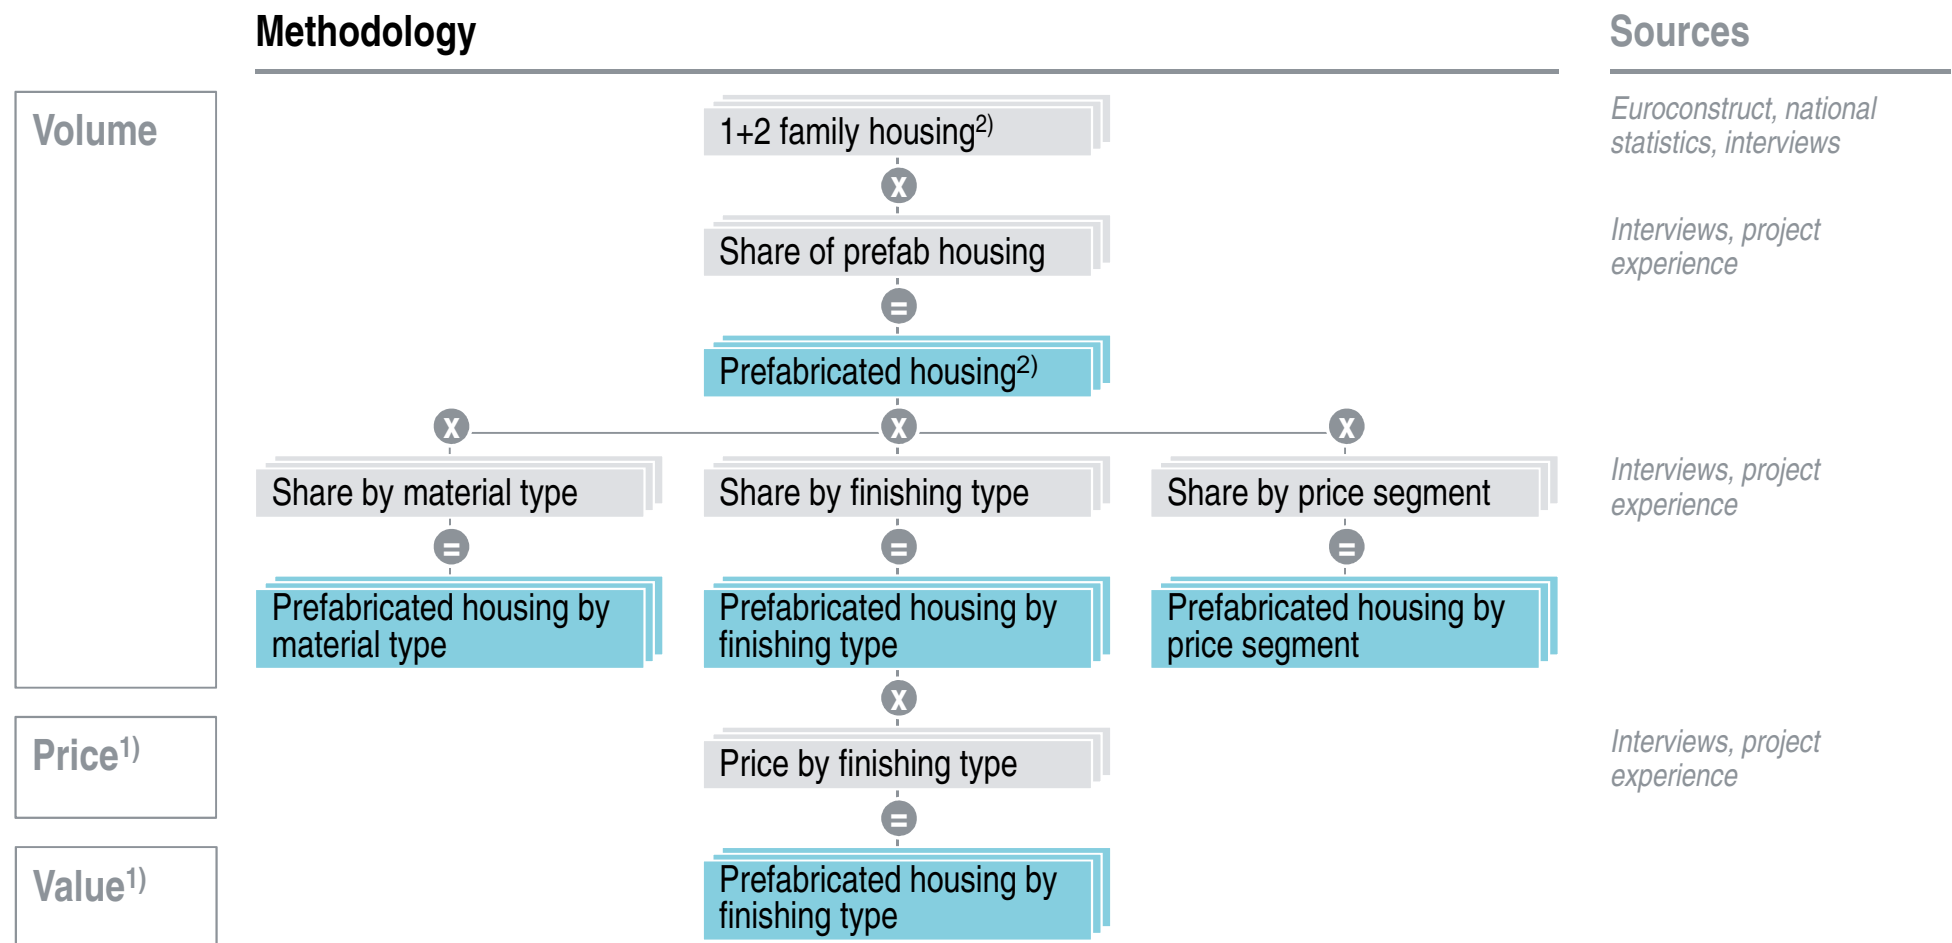 Methodology
Sources
Volume
1+2 family housing2)
Euroconstruct, national
statistics, interviews
x
Share of prefab housing
Interviews, project
experience
=
Prefabricated housing2)
x x x
Share by material type
Share by finishing type
Share by price segment
Interviews, project
experience
= = =
Prefabricated housing by
material type
Prefabricated housing by
finishing type
Prefabricated housing by
price segment
x
Price1)
Price by finishing type
Interviews, project
experience
=
Value1)
Prefabricated housing by
finishing type